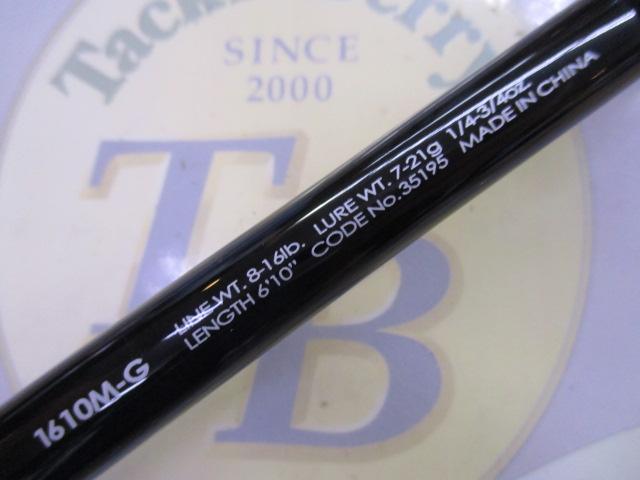 Tackle Berry
SINCE
2000
TB
1610M-G
LINE WT. 8-16lb. LURE WT. 7-21g 1/4-3/4oz
LENGTH 6'10" CODE No.35195 MADE IN CHINA